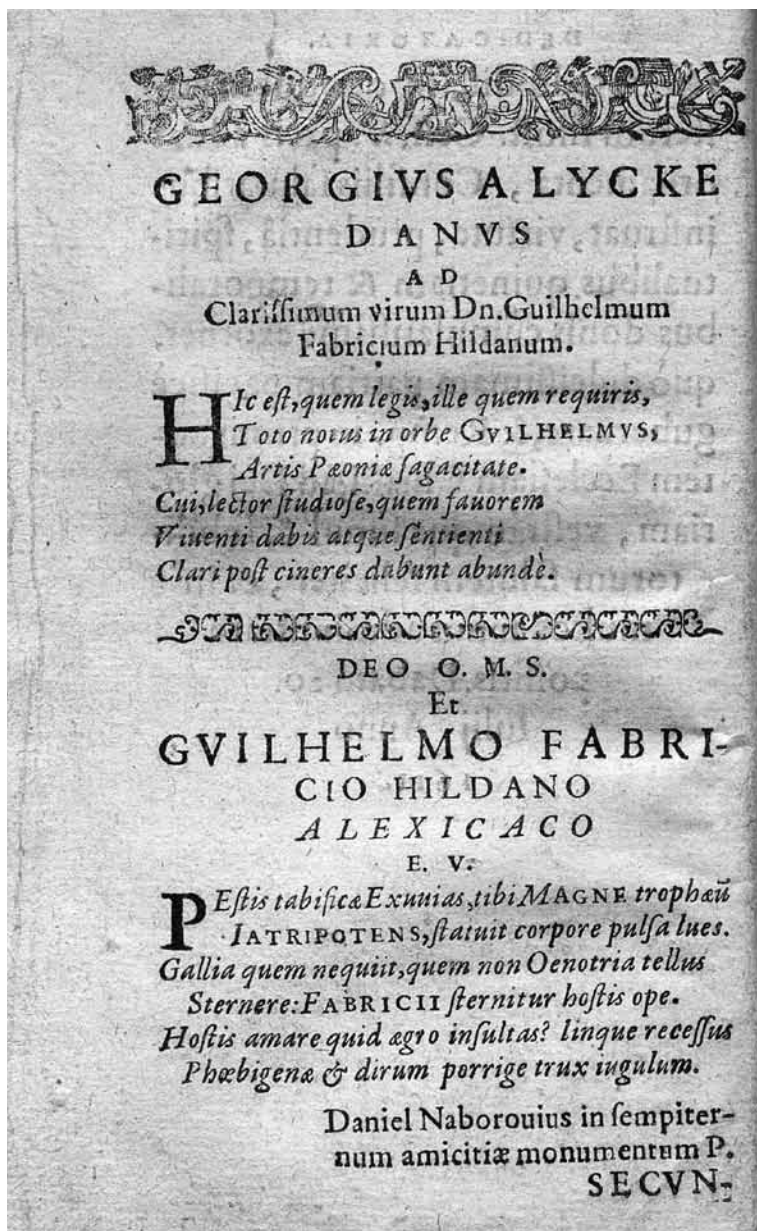 GEORGIVS A LYCKE
DANVS
AD
Clarissimum virum Dn. Guilhelmum
Fabricium Hildanum.
HIc est, quem legis, ille quem requiris,
Toto notus in orbe GVILHELMVS,
Artis Pæoniæ sagacitate.
Cui, lector studiose, quem fauorem
Viuenti dabis atque sentienti
Clari post cineres dabunt abundè.
DEO O. M. S.
Et
GVILHELMO FABRI-
CIO HILDANO
ALEXICACO
E. V.
PEstis tabificæ Exuuias, tibi MAGNE trophæū
IATRIPOTENS, statuit corpore pulsa lues.
Gallia quem nequiit, quem non Oenotria tellus
Sternere: FABRICII sternitur hostis ope.
Hostis amare quid ægro insultas? linque recessus
Phœbigenæ & dirum porrige trux iugulum.
Daniel Naborouius in sempiter-
num amicitiæ monumentum P.
SECVN-